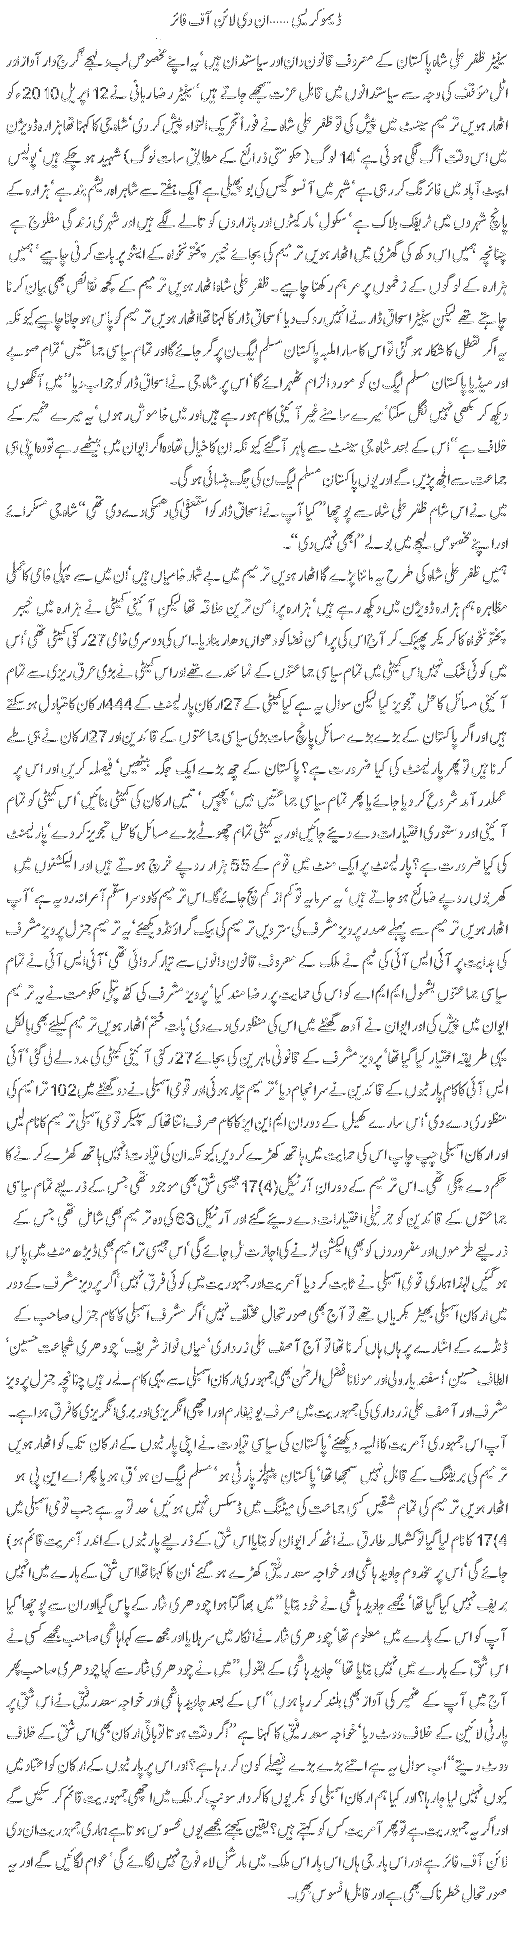 ڈیموکریسی......ان دی لائن آف فائر
سینیٹر ظفر علی شاہ پاکستان کے معروف قانون دان اور سیاستدان ہیں‘ یہ اپنے مخصوص لب و لہجے‘ گرج دار آواز اور
اٹل مؤقف کی وجہ سے سیاستدانوں میں قابل عزت سمجھے جاتے ہیں‘ سینیٹر رضا ربانی نے 12 اپریل 2010ء کو
اٹھارہویں ترمیم سینٹ میں پیش کی تو ظفر علی شاہ نے فوراً تحریک التواء پیش کر دی‘ شاہ جی کا کہنا تھا ہزارہ ڈویژن
میں اس وقت آگ لگی ہوئی ہے‘ 14 لوگ (حکومتی ذرائع کے مطابق سات لوگ) شہید ہو چکے ہیں‘ پولیس
ایبٹ آباد میں فائرنگ کر رہی ہے‘ شہر میں آنسو گیس کی بو پھیلی ہے‘ ایک ہفتے سے شاہراہ ریشم بند ہے‘ ہزارہ کے
پانچ شہروں میں ٹریفک بلاک ہے‘ سکول‘ مارکیٹوں اور بازاروں کو تالے لگے ہیں اور شہری زندگی مفلوج ہے
چنانچہ ہمیں اس دکھ کی گھڑی میں اٹھارہویں ترمیم کی بجائے خیبر پختونخواہ کے ایشو پر بات کرنی چاہیے‘ ہمیں
ہزارہ کے لوگوں کے زخموں پر مرہم رکھنا چاہیے۔ ظفر علی شاہ اٹھارہویں ترمیم کے کچھ نقائص بھی بیان کرنا
چاہتے تھے لیکن سینیٹر اسحاق ڈار نے انہیں روک دیا‘ اسحاق ڈار کا کہنا تھا اٹھارہویں ترمیم کو پاس ہو جانا چاہیے کیونکہ
یہ اگر تعطل کا شکار ہو گئی تو اس کا سارا ملبہ پاکستان مسلم لیگ ن پر گر جائے گا اور تمام سیاسی جماعتیں‘ تمام صوبے
اور میڈیا پاکستان مسلم لیگ ن کو مورد الزام ٹھہرائے گا‘ اس پر شاہ جی نے اسحاق ڈار کو جواب دیا ’’میں آنکھوں
دیکھ کر مکھی نہیں نگل سکتا‘ میرے سامنے غیر آئینی کام ہو رہے ہیں اور میں خاموش رہوں‘ یہ میرے ضمیر کے
خلاف ہے‘‘ اس کے بعد شاہ جی سینٹ سے باہر آ گئے کیونکہ ان کا خیال تھا وہ اگر ایوان میں بیٹھے رہے تو وہ اپنی ہی
جماعت سے الجھ پڑیں گے اور یوں پاکستان مسلم لیگ ن کی جگ ہنسائی ہو گی۔
میں نے اس شام ظفر علی شاہ سے پوچھا ’’کیا آپ نے اسحاق ڈار کو استعفیٰ کی دھمکی دے دی تھی‘‘ شاہ جی مسکرائے
اور اپنے مخصوص لہجے میں بولے ’’ابھی نہیں دی‘‘۔
ہمیں ظفر علی شاہ کی طرح یہ ماننا پڑے گا اٹھارہویں ترمیم میں بے شمار خامیاں ہیں‘ ان میں سے پہلی خامی کا عملی
مظاہرہ ہم ہزارہ ڈویژن میں دیکھ رہے ہیں‘ ہزارہ پرامن ترین علاقہ تھا لیکن آئینی کمیٹی نے ہزارہ میں خیبر
پختونخواہ کا کریکر پھینک کر آج اس کی پرامن فضا کو دھواں دھار بنا دیا۔ اس کی دوسری خامی 27 رکنی کمیٹی تھی‘ اس
میں کوئی شک نہیں اس کمیٹی میں تمام سیاسی جماعتوں کے نمائندے تھے اور اس کمیٹی نے بڑی عرق ریزی سے تمام
آئینی مسائل کا حل تجویز کیا لیکن سوال یہ ہے کیا کمیٹی کے 27 ارکان پارلیمنٹ کے 444 ارکان کا متبادل ہو سکتے
ہیں اور اگر پاکستان کے بڑے بڑے مسائل پانچ سات بڑی سیاسی جماعتوں کے قائدین اور 27 ارکان نے ہی طے
کرنا ہیں تو پھر پارلیمنٹ کی کیا ضرورت ہے؟ پاکستان کے چھ بڑے ایک جگہ بیٹھیں‘ فیصلہ کریں اور اس پر
عملدرآمد شروع کر دیا جائے یا پھر تمام سیاسی جماعتیں بیس‘ پچیس‘ تیس ارکان کی کمیٹی بنائیں‘ اس کمیٹی کو تمام
آئینی اور دستوری اختیارات دے دیئے جائیں اور یہ کمیٹی تمام چھوٹے بڑے مسائل کا حل تجویز کر دے‘ پارلیمنٹ
کی کیا ضرورت ہے؟ پارلیمنٹ پر ایک منٹ میں قوم کے 55 ہزار روپے خرچ ہوتے ہیں اور الیکشنوں میں
کھربوں روپے ضائع ہو جاتے ہیں‘ یہ سرمایہ تو کم از کم بچ جائے گا۔ اس ترمیم کا دوسرا سقم آمرانہ رویہ ہے‘ آپ
اٹھارہویں ترمیم سے پہلے صدر پرویز مشرف کی سترہویں ترمیم کی بیک گراؤنڈ دیکھئے‘ یہ ترمیم جنرل پرویز مشرف
کی ہدایت پر آئی ایس آئی کی ٹیم نے ملک کے معروف قانون دانوں سے تیار کروائی تھی‘ آئی ایس آئی نے تمام
سیاسی جماعتوں بشمول ایم ایم اے کو اس کی حمایت پر رضامند کیا‘ پرویز مشرف کی کٹھ پتلی حکومت نے یہ ترمیم
ایوان میں پیش کی اور ایوان نے آدھ گھنٹے میں اس کی منظوری دے دی‘ بات ختم‘ اٹھارہویں ترمیم کیلئے بھی بالکل
یہی طریقہ اختیار کیا گیا تھا‘ پرویز مشرف کے قانونی ماہرین کی بجائے 27 رکنی آئینی کمیٹی کی مدد لے لی گئی‘ آئی
ایس آئی کا کام پارٹیوں کے قائدین نے سرانجام دیا‘ ترمیم تیار ہوئی اور قومی اسمبلی نے دو گھنٹے میں 102 ترامیم کی
منظوری دے دی‘ اس سارے کھیل کے دوران ایم این ایز کا کام صرف اتنا تھا کہ سپیکر قومی اسمبلی ترمیم کا نام لیں
اور ارکان اسمبلی چپ چاپ اس کی حمایت میں ہاتھ کھڑے کر دیں کیونکہ ان کی قیادت انہیں ہاتھ کھڑے کرنے کا
حکم دے چکی تھی۔ اس ترمیم کے دوران آرٹیکل (4)17 جیسی شق بھی موجود تھی جس کے ذریعے تمام سیاسی
جماعتوں کے قائدین کو جرنیلی اختیارات دے دیئے گئے اور آرٹیکل 63 کی وہ ترمیم بھی شامل تھی جس کے
ذریعے ملزموں اور مفروروں کو بھی الیکشن لڑنے کی اجازت مل جائے گی‘ اس جیسی ترامیم بھی ڈیڑھ منٹ میں پاس
ہو گئیں لہٰذا ہماری قومی اسمبلی نے ثابت کر دیا آمریت اور جمہوریت میں کوئی فرق نہیں‘ اگر پرویز مشرف کے دور
میں ارکان اسمبلی بھیڑ بکریاں تھے تو آج بھی صورتحال مختلف نہیں‘ اگر مشرف اسمبلی کا کام جنرل صاحب کے
ڈنڈے کے اشارے پر ہاں ہاں کرنا تھا تو آج آصف علی زرداری‘ میاں نواز شریف‘ چودھری شجاعت حسین‘
الطاف حسین‘ اسفند یار ولی اور مولانا فضل الرحمٰن بھی جمہوری ارکان اسمبلی سے یہی کام لے رہیں چنانچہ جنرل پرویز
مشرف اور آصف علی زرداری کی جمہوریت میں صرف یونیفارم اور اچھی انگریزی اور بری انگریزی کا فرق ہوا ہے۔
آپ اس جمہوری آمریت کا المیہ دیکھئے‘ پاکستان کی سیاسی قیادت نے اپنی پارٹیوں کے ارکان تک کو اٹھارہویں
ترمیم کی بریفنگ کے قابل نہیں سمجھا تھا‘ پاکستان پیپلز پارٹی ہو‘ مسلم لیگ ن ہو‘ ق ہو یا پھر اے این پی ہو
اٹھارہویں ترمیم کی تمام شقیں کسی جماعت کی میٹنگ میں ڈسکس نہیں ہوئیں‘ حد تو یہ ہے جب قومی اسمبلی میں
(4)17 کا نام لیا گیا تو کشمالہ طارق نے اٹھ کر ایوان کو بتایا اس شق کے ذریعے پارٹیوں کے اندر آمریت قائم ہو
جائے گی‘ اس پر مخدوم جاوید ہاشمی اور خواجہ سعد رفیق کھڑے ہو گئے‘ ان کا کہنا تھا اس شق کے بارے میں انہیں
بریف نہیں کیا گیا تھا‘ مجھے جاوید ہاشمی نے خود بتایا ’’میں بھاگتا ہوا چودھری نثار کے پاس گیا اور ان سے پوچھا‘ کیا
آپ کو اس کے بارے میں معلوم تھا‘ چودھری نثار نے انکار میں سر ہلایا اور مجھ سے کہا ہاشمی صاحب مجھے کسی نے
اس شق کے بارے میں نہیں بتایا تھا‘‘ جاوید ہاشمی کے بقول ’’میں نے چودھری نثار سے کہا چودھری صاحب پھر
آج میں آپ کے ضمیر کی آواز بھی بلند کر رہا ہوں‘‘ اس کے بعد جاوید ہاشمی اور خواجہ سعد رفیق نے اس شق پر
پارٹی لائین کے خلاف ووٹ دیا‘ خواجہ سعد رفیق کا کہنا ہے ’’اگر وقت ہوتا تو باقی ارکان بھی اس شق کے خلاف
ووٹ دیتے‘‘ اب سوال یہ ہے اتنے بڑے بڑے فیصلے کون کر رہا ہے؟ اور اس پر پارٹیوں کے ارکان کو اعتماد میں
کیوں نہیں لیا جا رہا؟ اور کیا ہم ارکان اسمبلی کو بکریوں کا کردار سونپ کر ملک میں اچھی جمہوریت قائم کر سکیں گے
اور اگر یہ جمہوریت ہے تو پھر آمریت کس کو کہتے ہیں؟ یقین کیجئے مجھے یوں محسوس ہوتا ہے ہماری جمہوریت ان دی
لائن آف فائر ہے اور اس بار جی ہاں اس بار اس ملک میں مارشل لاء فوج نہیں لگائے گی‘ عوام لگائیں گے اور یہ
صورتحال خطرناک بھی ہے اور قابل افسوس بھی۔